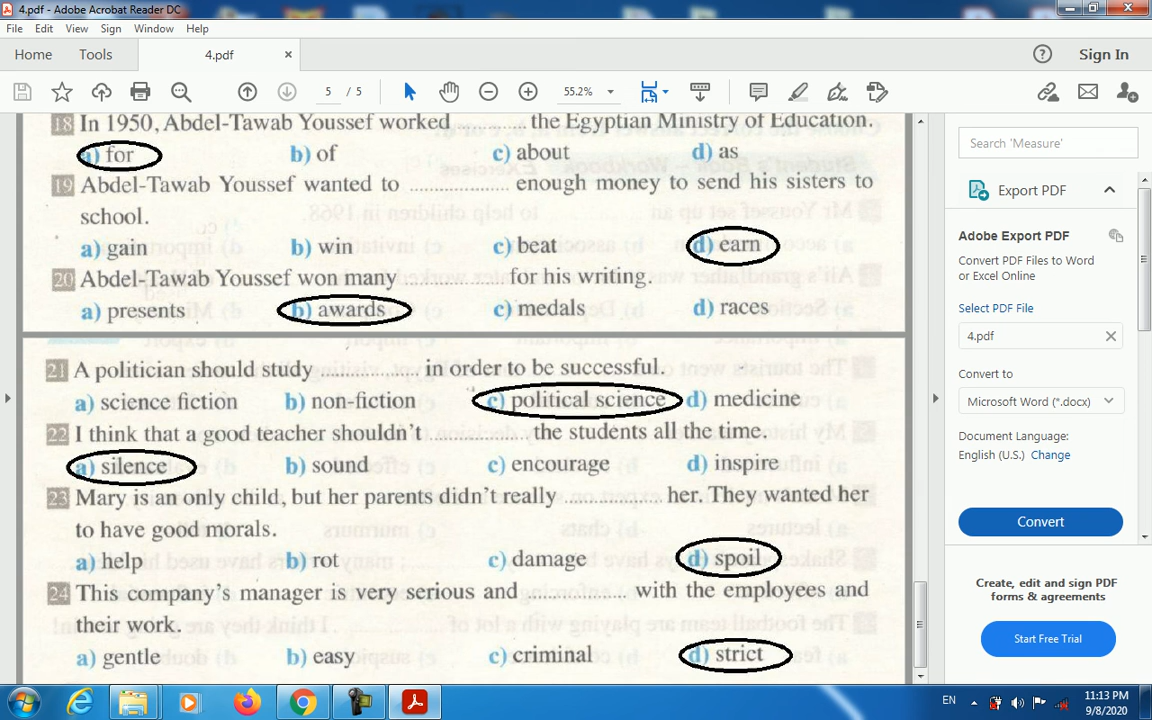 4.pdf - Adobe Acrobat Reader DC
File Edit View Sign Window Help
Home Tools 4.pdf × ? Sign In
5 / 5 55.2%
18 In 1950, Abdel-Tawab Youssef worked ............ the Egyptian Ministry of Education.
a) for b) of c) about d) as
19 Abdel-Tawab Youssef wanted to .................. enough money to send his sisters to
school.
a) gain b) win c) beat d) earn
20 Abdel-Tawab Youssef won many .................. for his writing.
a) presents b) awards c) medals d) races
21 A politician should study .................. in order to be successful.
a) science fiction b) non-fiction c) political science d) medicine
22 I think that a good teacher shouldn't .................. the students all the time.
a) silence b) sound c) encourage d) inspire
23 Mary is an only child, but her parents didn't really .................. her. They wanted her
to have good morals.
a) help b) rot c) damage d) spoil
24 This company's manager is very serious and .................. with the employees and
their work.
a) gentle b) easy c) criminal d) strict
Search 'Measure'
Export PDF
Adobe Export PDF
Convert PDF Files to Word
or Excel Online
Select PDF File
4.pdf
Convert to
Microsoft Word (*.docx)
Document Language:
English (U.S.) Change
Convert
Create, edit and sign PDF
forms & agreements
Start Free Trial
EN
11:13 PM
9/8/2020